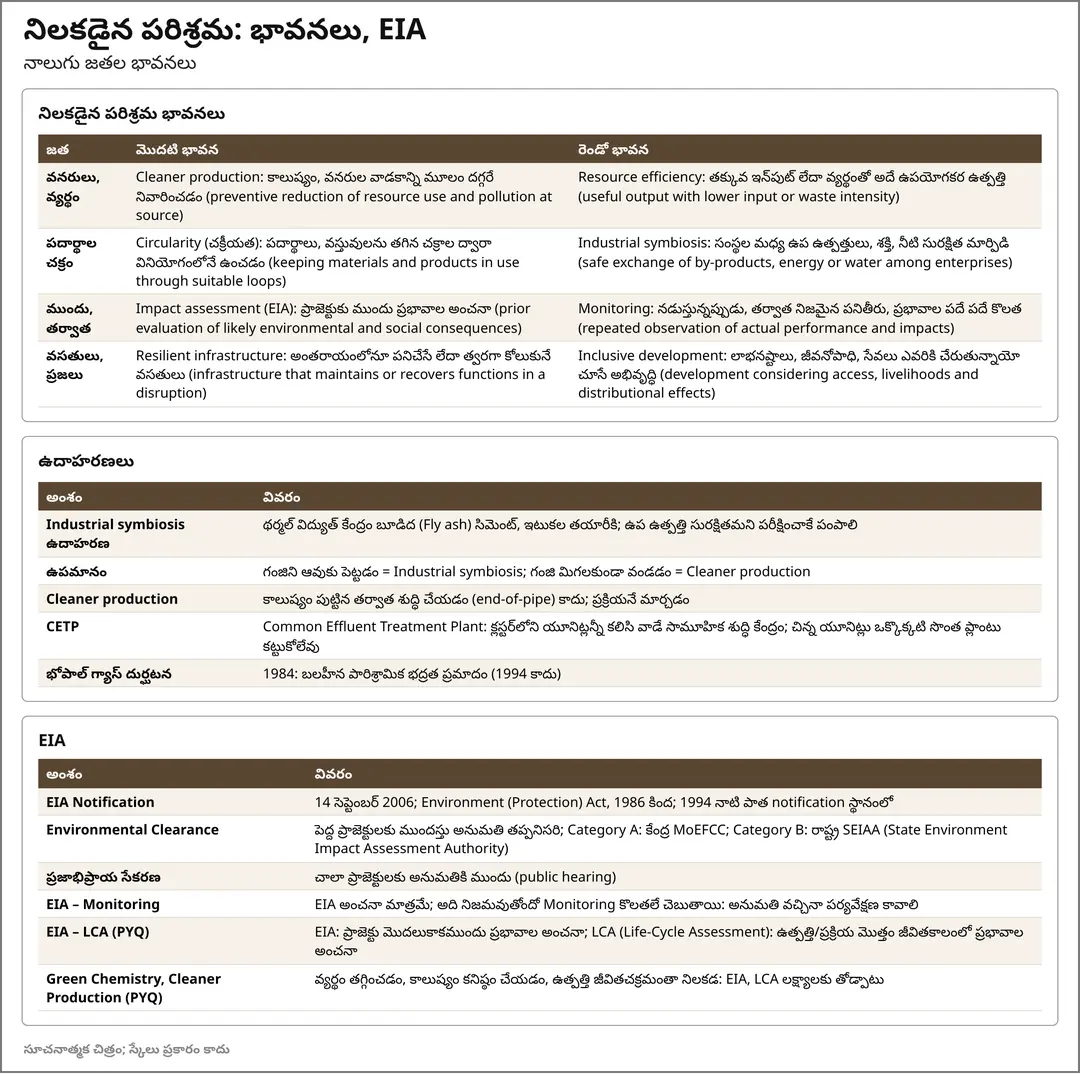 నిలకడైన పరిశ్రమ: భావనలు, EIA
నాలుగు జతల భావనలు
నిలకడైన పరిశ్రమ భావనలు
జత మొదటి భావన రెండో భావన
వనరులు, వ్యర్థం Cleaner production: కాలుష్యం, వనరుల వాడకాన్ని మూలం దగ్గరే నివారించడం (preventive reduction of resource use and pollution at source) Resource efficiency: తక్కువ ఇన్‌పుట్ లేదా వ్యర్థంతో అదే ఉపయోగకర ఉత్పత్తి (useful output with lower input or waste intensity)
పదార్థాల చక్రం Circularity (చక్రీయత): పదార్థాలు, వస్తువులను తగిన చక్రాల ద్వారా వినియోగంలోనే ఉంచడం (keeping materials and products in use through suitable loops) Industrial symbiosis: సంస్థల మధ్య ఉప ఉత్పత్తులు, శక్తి, నీటి సురక్షిత మార్పిడి (safe exchange of by-products, energy or water among enterprises)
ముందు, తర్వాత Impact assessment (EIA): ప్రాజెక్టుకు ముందు ప్రభావాల అంచనా (prior evaluation of likely environmental and social consequences) Monitoring: నడుస్తున్నప్పుడు, తర్వాత నిజమైన పనితీరు, ప్రభావాల పదే పదే కొలత (repeated observation of actual performance and impacts)
వసతులు, ప్రజలు Resilient infrastructure: అంతరాయంలోనూ పనిచేసే లేదా త్వరగా కోలుకునే వసతులు (infrastructure that maintains or recovers functions in a disruption) Inclusive development: లాభనష్టాలు, జీవనోపాధి, సేవలు ఎవరికి చేరుతున్నాయో చూసే అభివృద్ధి (development considering access, livelihoods and distributional effects)
ఉదాహరణలు
అంశం వివరం
Industrial symbiosis ఉదాహరణ థర్మల్ విద్యుత్ కేంద్రం బూడిద (Fly ash) సిమెంట్, ఇటుకల తయారీకి; ఉప ఉత్పత్తి సురక్షితమని పరీక్షించాకే పంపాలి
ఉపమానం గంజిని ఆవుకు పెట్టడం = Industrial symbiosis; గంజి మిగలకుండా వండడం = Cleaner production
Cleaner production కాలుష్యం పుట్టిన తర్వాత శుద్ధి చేయడం (end-of-pipe) కాదు; ప్రక్రియనే మార్చడం
CETP Common Effluent Treatment Plant: క్లస్టర్‌లోని యూనిట్లన్నీ కలిసి వాడే సామూహిక శుద్ధి కేంద్రం; చిన్న యూనిట్లు ఒక్కొక్కటి సొంత ప్లాంటు కట్టుకోలేవు
భోపాల్ గ్యాస్ దుర్ఘటన 1984: బలహీన పారిశ్రామిక భద్రత ప్రమాదం (1994 కాదు)
EIA
అంశం వివరం
EIA Notification 14 సెప్టెంబర్ 2006; Environment (Protection) Act, 1986 కింద; 1994 నాటి పాత notification స్థానంలో
Environmental Clearance పెద్ద ప్రాజెక్టులకు ముందస్తు అనుమతి తప్పనిసరి; Category A: కేంద్ర MoEFCC; Category B: రాష్ట్ర SEIAA (State Environment Impact Assessment Authority)
ప్రజాభిప్రాయ సేకరణ చాలా ప్రాజెక్టులకు అనుమతికి ముందు (public hearing)
EIA – Monitoring EIA అంచనా మాత్రమే; అది నిజమవుతోందో Monitoring కొలతలే చెబుతాయి: అనుమతి వచ్చినా పర్యవేక్షణ కావాలి
EIA – LCA (PYQ) EIA: ప్రాజెక్టు మొదలుకాకముందు ప్రభావాల అంచనా; LCA (Life-Cycle Assessment): ఉత్పత్తి/ప్రక్రియ మొత్తం జీవితకాలంలో ప్రభావాల అంచనా
Green Chemistry, Cleaner Production (PYQ) వ్యర్థం తగ్గించడం, కాలుష్యం కనిష్ఠం చేయడం, ఉత్పత్తి జీవితచక్రమంతా నిలకడ: EIA, LCA లక్ష్యాలకు తోడ్పాటు
సూచనాత్మక చిత్రం; స్కేలు ప్రకారం కాదు